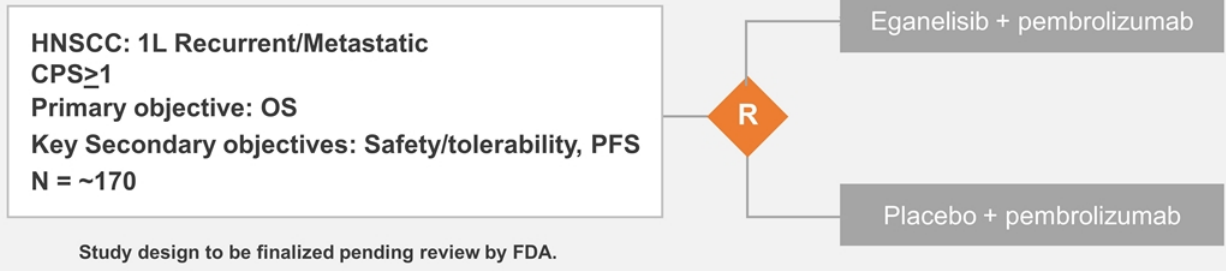 HNSCC: 1L Recurrent/Metastatic
CPS≥1
Primary objective: OS
Key Secondary objectives: Safety/tolerability, PFS
N = ~170
Study design to be finalized pending review by FDA.
R
Eganelisib + pembrolizumab
Placebo + pembrolizumab